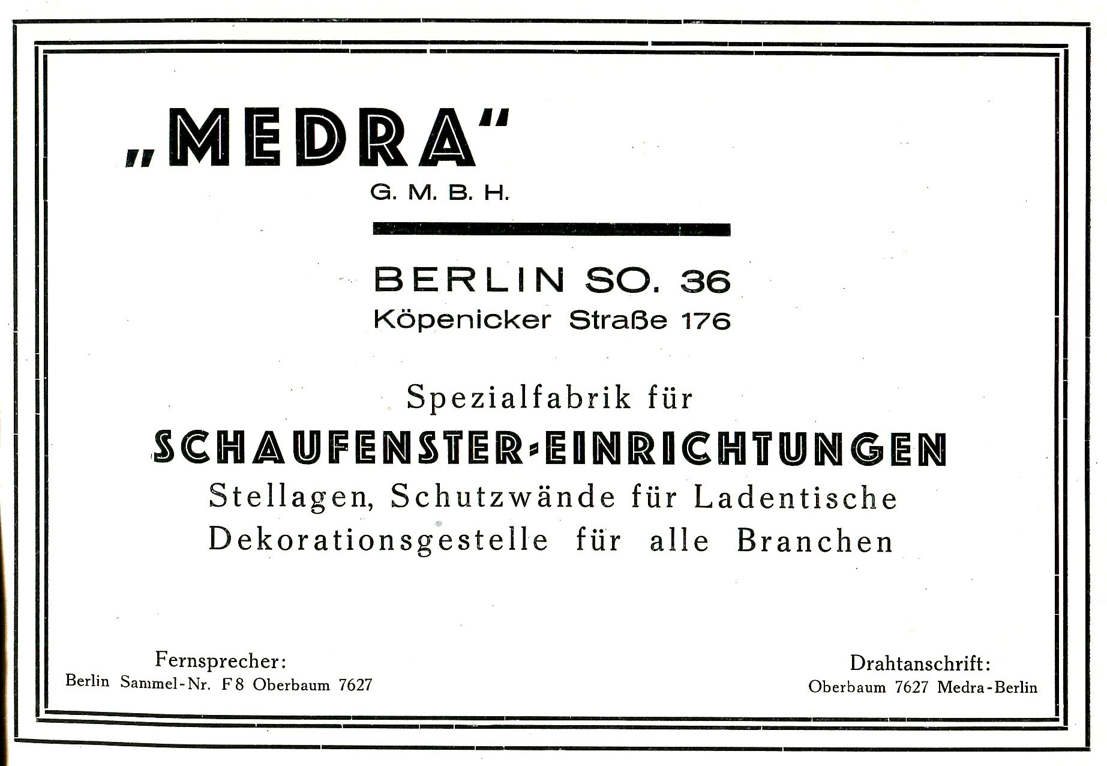 „MEDRA“
G. M. B. H.
BERLIN SO. 36
Köpenicker Straße 176
Spezialfabrik für
SCHAUFENSTER-EINRICHTUNGEN
Stellagen, Schutzwände für Ladentische
Dekorationsgestelle für alle Branchen
Fernsprecher:
Berlin Sammel-Nr. F 8 Oberbaum 7627
Drahtanschrift:
Oberbaum 7627 Medra-Berlin